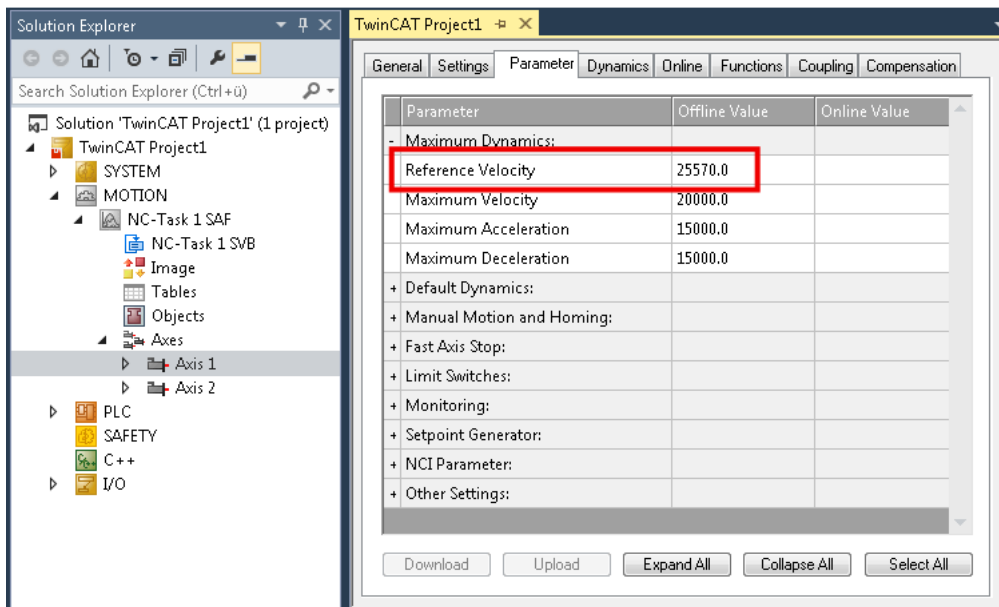 Solution Explorer
Search Solution Explorer (Ctrl+ü)
Solution 'TwinCAT Project1' (1 project)
TwinCAT Project1
SYSTEM
MOTION
NC-Task 1 SAF
NC-Task 1 SVB
Image
Tables
Objects
Axes
Axis 1
Axis 2
PLC
SAFETY
C++
I/O
TwinCAT Project1
General Settings Parameter Dynamics Online Functions Coupling Compensation
Parameter Offline Value Online Value
- Maximum Dynamics:
Reference Velocity 25570.0
Maximum Velocity 20000.0
Maximum Acceleration 15000.0
Maximum Deceleration 15000.0
+ Default Dynamics:
+ Manual Motion and Homing:
+ Fast Axis Stop:
+ Limit Switches:
+ Monitoring:
+ Setpoint Generator:
+ NCI Parameter:
+ Other Settings:
Download Upload Expand All Collapse All Select All